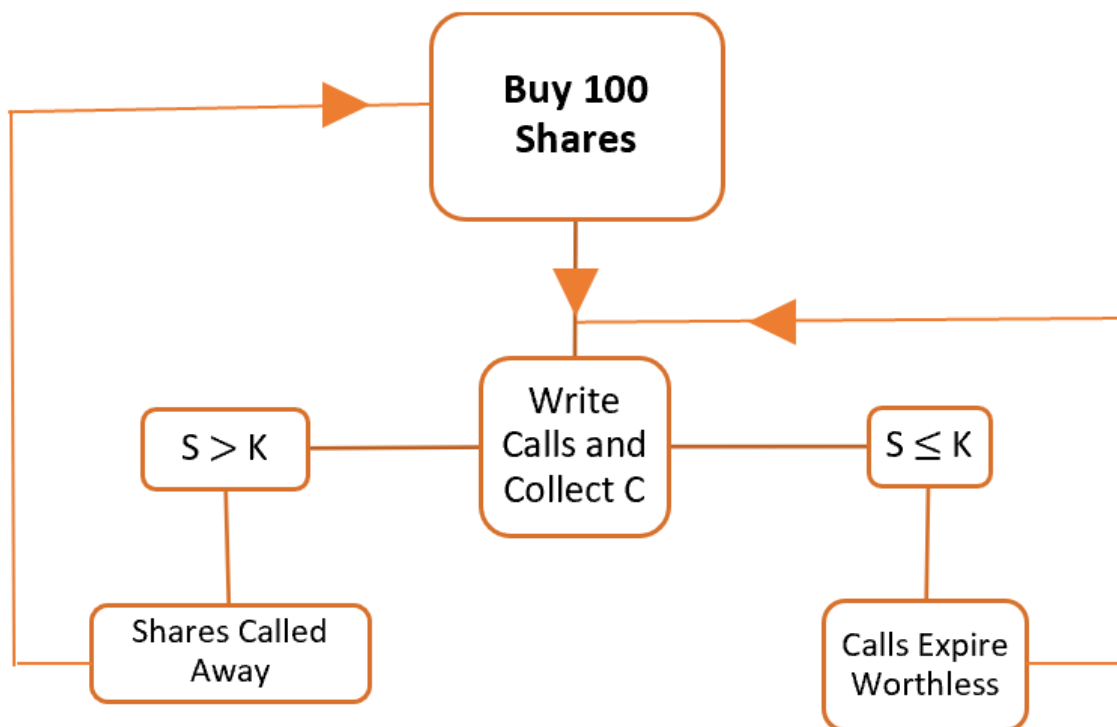 Buy 100
Shares
Write
Calls and
Collect C
S > K
S ≤ K
Shares Called
Away
Calls Expire
Worthless